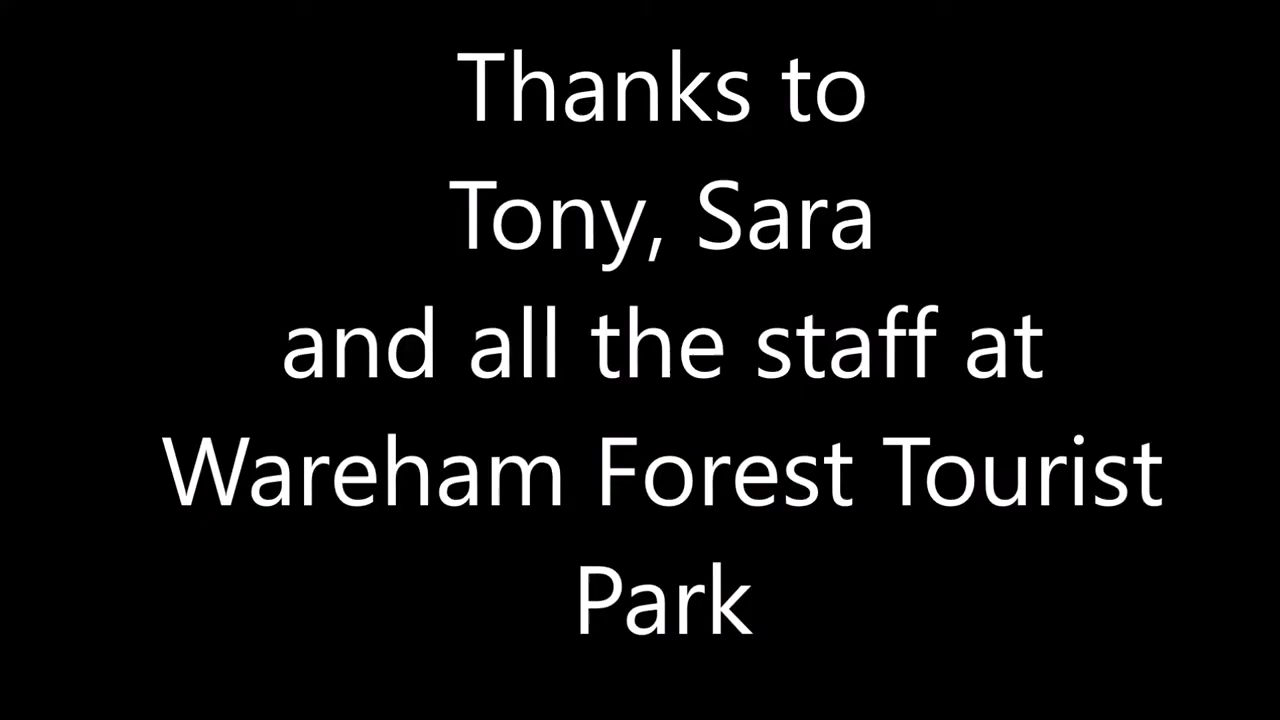 Thanks to
Tony, Sara
and all the staff at
Wareham Forest Tourist
Park